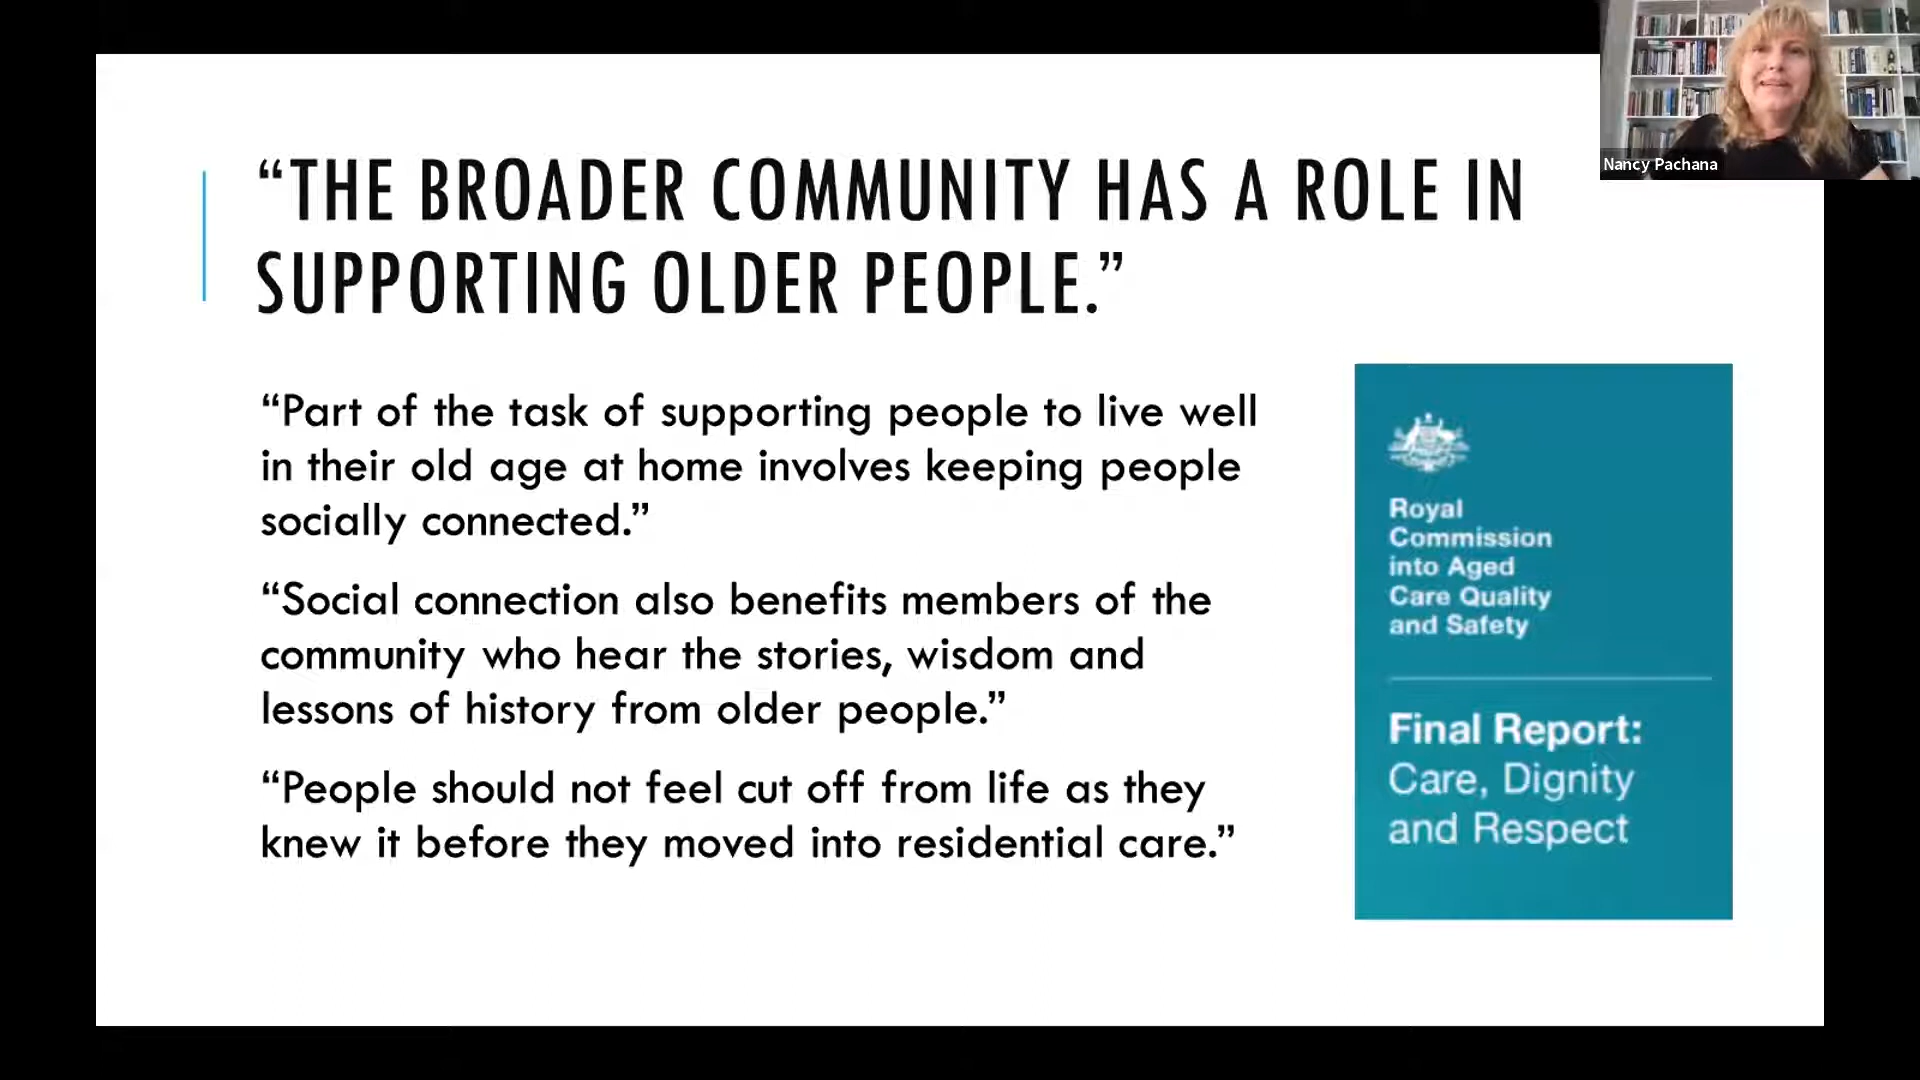 Nancy Pachana
“THE BROADER COMMUNITY HAS A ROLE IN
SUPPORTING OLDER PEOPLE.”
“Part of the task of supporting people to live well
in their old age at home involves keeping people
socially connected.”
“Social connection also benefits members of the
community who hear the stories, wisdom and
lessons of history from older people.”
“People should not feel cut off from life as they
knew it before they moved into residential care.”
Royal
Commission
into Aged
Care Quality
and Safety
Final Report:
Care, Dignity
and Respect